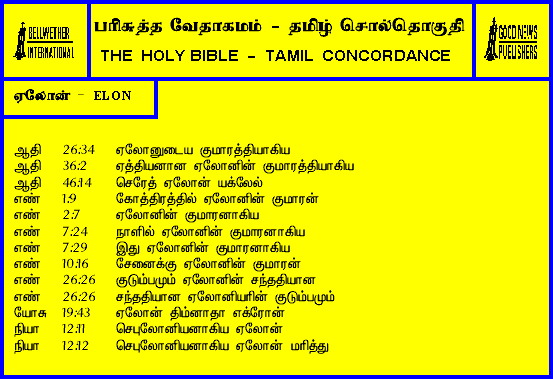 BELLWETHER
INTERNATIONAL
பரிசுத்த வேதாகமம் - தமிழ் சொல்தொகுதி
THE HOLY BIBLE - TAMIL CONCORDANCE
GOOD NEWS
PUBLISHERS
ஏலோன் - ELON
ஆதி 26:34 ஏலோனுடைய குமாரத்தியாகிய
ஆதி 36:2 ஏத்தியனான ஏலோனின் குமாரத்தியாகிய
ஆதி 46:14 செரேத் ஏலோன் யக்லேல்
எண் 1:9 கோத்திரத்தில் ஏலோனின் குமாரன்
எண் 2:7 ஏலோனின் குமாரனாகிய
எண் 7:24 நாளில் ஏலோனின் குமாரனாகிய
எண் 7:29 இது ஏலோனின் குமாரனாகிய
எண் 10:16 சேனைக்கு ஏலோனின் குமாரன்
எண் 26:26 குடும்பமும் ஏலோனின் சந்ததியான
எண் 26:26 சந்ததியான ஏலோனியரின் குடும்பமும்
யோசு 19:43 ஏலோன் திம்னாதா எக்ரோன்
நியா 12:11 செபுலோனியனாகிய ஏலோன்
நியா 12:12 செபுலோனியனாகிய ஏலோன் மரித்து